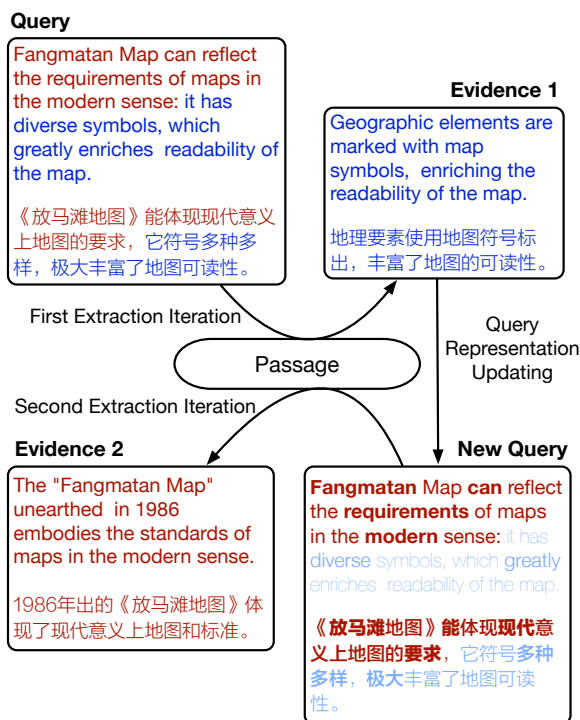 Query
Fangmatan Map can reflect
the requirements of maps in
the modern sense: it has
diverse symbols, which
greatly enriches readability of
the map.
《放马滩地图》能体现现代意义
上地图的要求，它符号多种多
样，极大丰富了地图可读性。
Evidence 1
Geographic elements are
marked with map
symbols, enriching the
readability of the map.
地理要素使用地图符号标
出，丰富了地图的可读性。
First Extraction Iteration
Passage
Query
Representation
Updating
Second Extraction Iteration
Evidence 2
The "Fangmatan Map"
unearthed in 1986
embodies the standards of
maps in the modern sense.
1986年出的《放马滩地图》体
现了现代意义上地图和标准。
New Query
Fangmatan Map can reflect
the requirements of maps
in the modern sense: it has
diverse symbols, which greatly
enriches readability of the map.
《放马滩地图》能体现现代意
义上地图的要求，它符号多种
多样，极大丰富了地图可读
性。